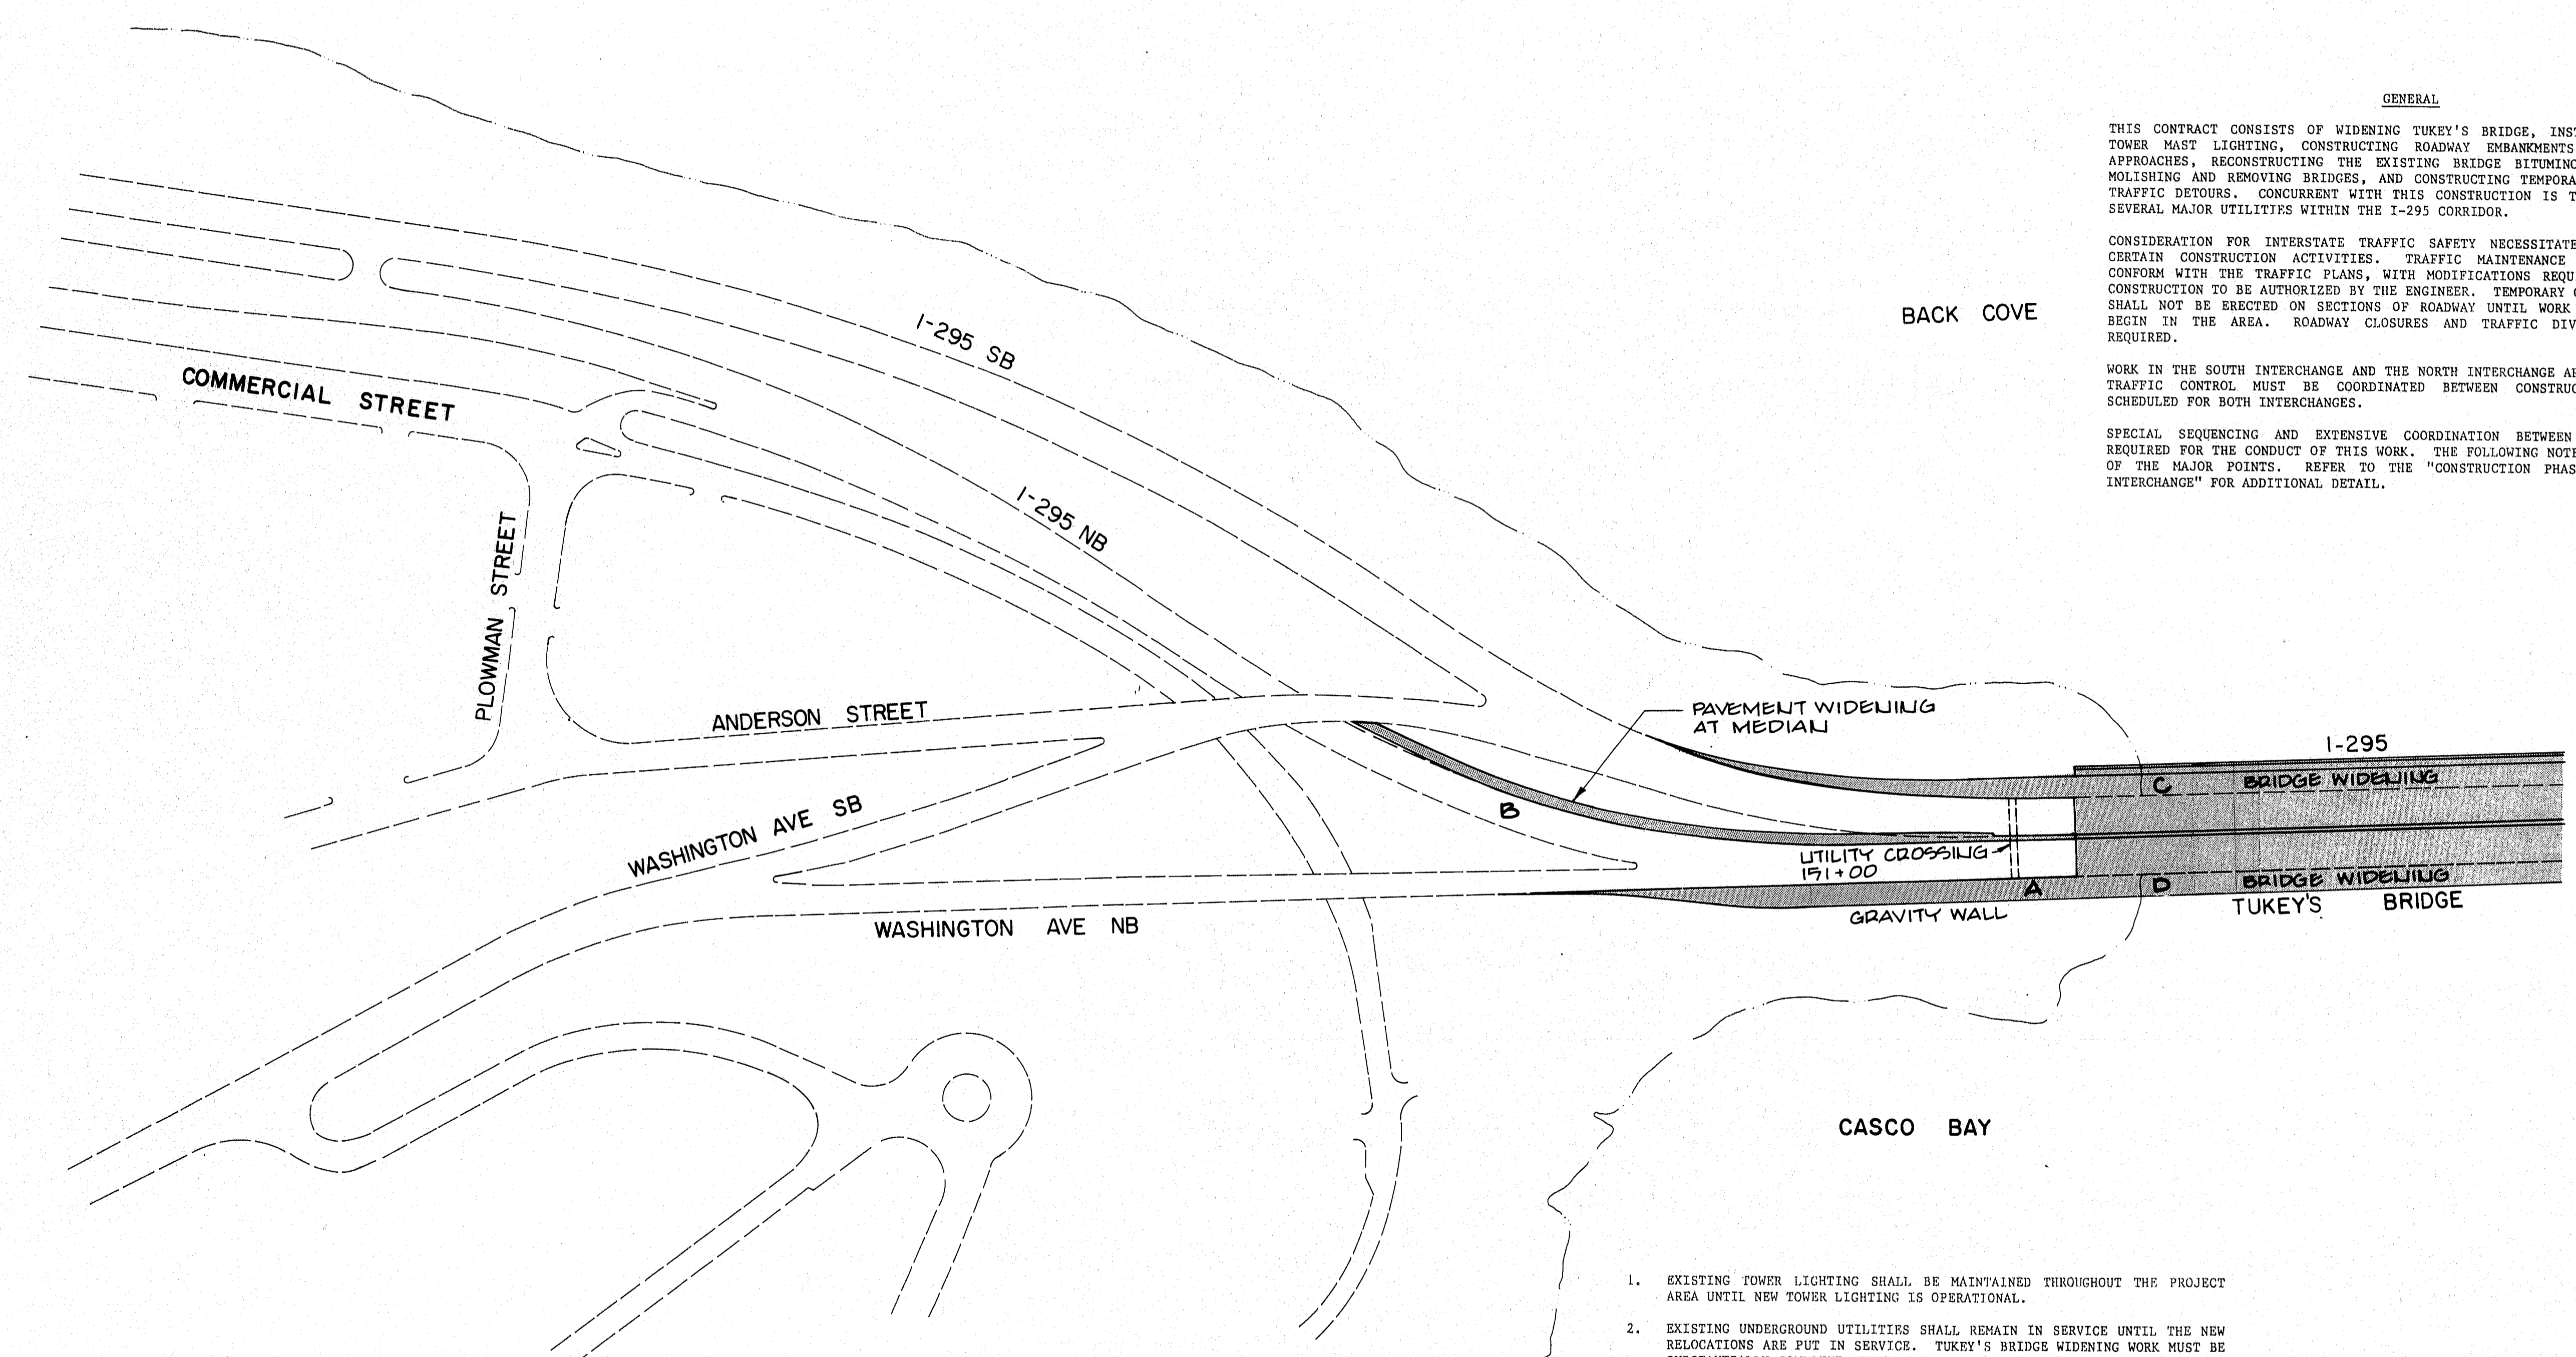 GENERAL
THIS CONTRACT CONSISTS OF WIDENING TUKEY'S BRIDGE, INS
TOWER MAST LIGHTING, CONSTRUCTING ROADWAY EMBANKMENTS
APPROACHES, RECONSTRUCTING THE EXISTING BRIDGE BITUMINO
MOLISHING AND REMOVING BRIDGES, AND CONSTRUCTING TEMPORA
TRAFFIC DETOURS. CONCURRENT WITH THIS CONSTRUCTION IS T
SEVERAL MAJOR UTILITIES WITHIN THE I-295 CORRIDOR.
CONSIDERATION FOR INTERSTATE TRAFFIC SAFETY NECESSITATE
CERTAIN CONSTRUCTION ACTIVITIES. TRAFFIC MAINTENANCE
CONFORM WITH THE TRAFFIC PLANS, WITH MODIFICATIONS REQU
CONSTRUCTION TO BE AUTHORIZED BY THE ENGINEER. TEMPORARY
SHALL NOT BE ERECTED ON SECTIONS OF ROADWAY UNTIL WORK
BEGIN IN THE AREA. ROADWAY CLOSURES AND TRAFFIC DIV
REQUIRED.
WORK IN THE SOUTH INTERCHANGE AND THE NORTH INTERCHANGE
TRAFFIC CONTROL MUST BE COORDINATED BETWEEN CONSTRUC
SCHEDULED FOR BOTH INTERCHANGES.
SPECIAL SEQUENCING AND EXTENSIVE COORDINATION BETWEEN
REQUIRED FOR THE CONDUCT OF THIS WORK. THE FOLLOWING NOTE
OF THE MAJOR POINTS. REFER TO THE "CONSTRUCTION PHAS
INTERCHANGE" FOR ADDITIONAL DETAIL.
BACK COVE
I-295 SB
COMMERCIAL STREET
I-295 NB
PLOWMAN STREET
ANDERSON STREET
PAVEMENT WIDENING
AT MEDIAN
I-295
C BRIDGE WIDENING
B
WASHINGTON AVE SB
UTILITY CROSSING
151+00
A D BRIDGE WIDENING
TUKEY'S BRIDGE
GRAVITY WALL
WASHINGTON AVE NB
CASCO BAY
1. EXISTING TOWER LIGHTING SHALL BE MAINTAINED THROUGHOUT THE PROJECT
AREA UNTIL NEW TOWER LIGHTING IS OPERATIONAL.
2. EXISTING UNDERGROUND UTILITIES SHALL REMAIN IN SERVICE UNTIL THE NEW
RELOCATIONS ARE PUT IN SERVICE. TUKEY'S BRIDGE WIDENING WORK MUST BE